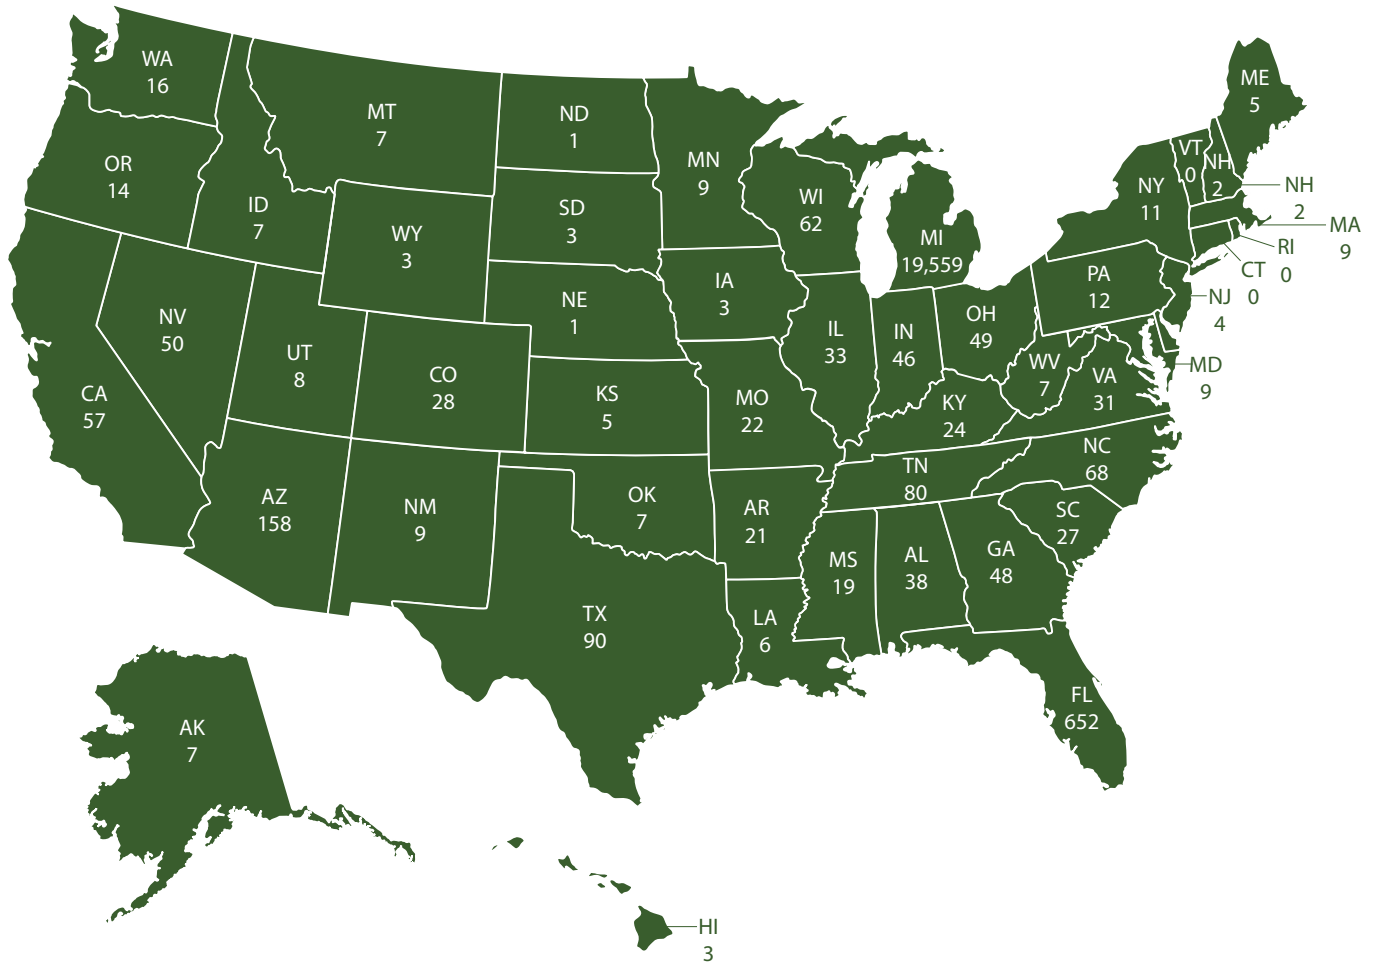 WA
16
OR
14
CA
57
NV
50
ID
7
MT
7
WY
3
UT
8
AZ
158
CO
28
NM
9
ND
1
SD
3
NE
1
KS
5
OK
7
TX
90
MN
9
IA
3
MO
22
AR
21
LA
6
WI
62
IL
33
MI
19,559
IN
46
OH
49
KY
24
TN
80
MS
19
AL
38
GA
48
FL
652
SC
27
NC
68
VA
31
WV
7
PA
12
NY
11
VT
0
NH
2
ME
5
NH
2
MA
9
RI
0
CT
0
NJ
4
MD
9
AK
7
HI
3